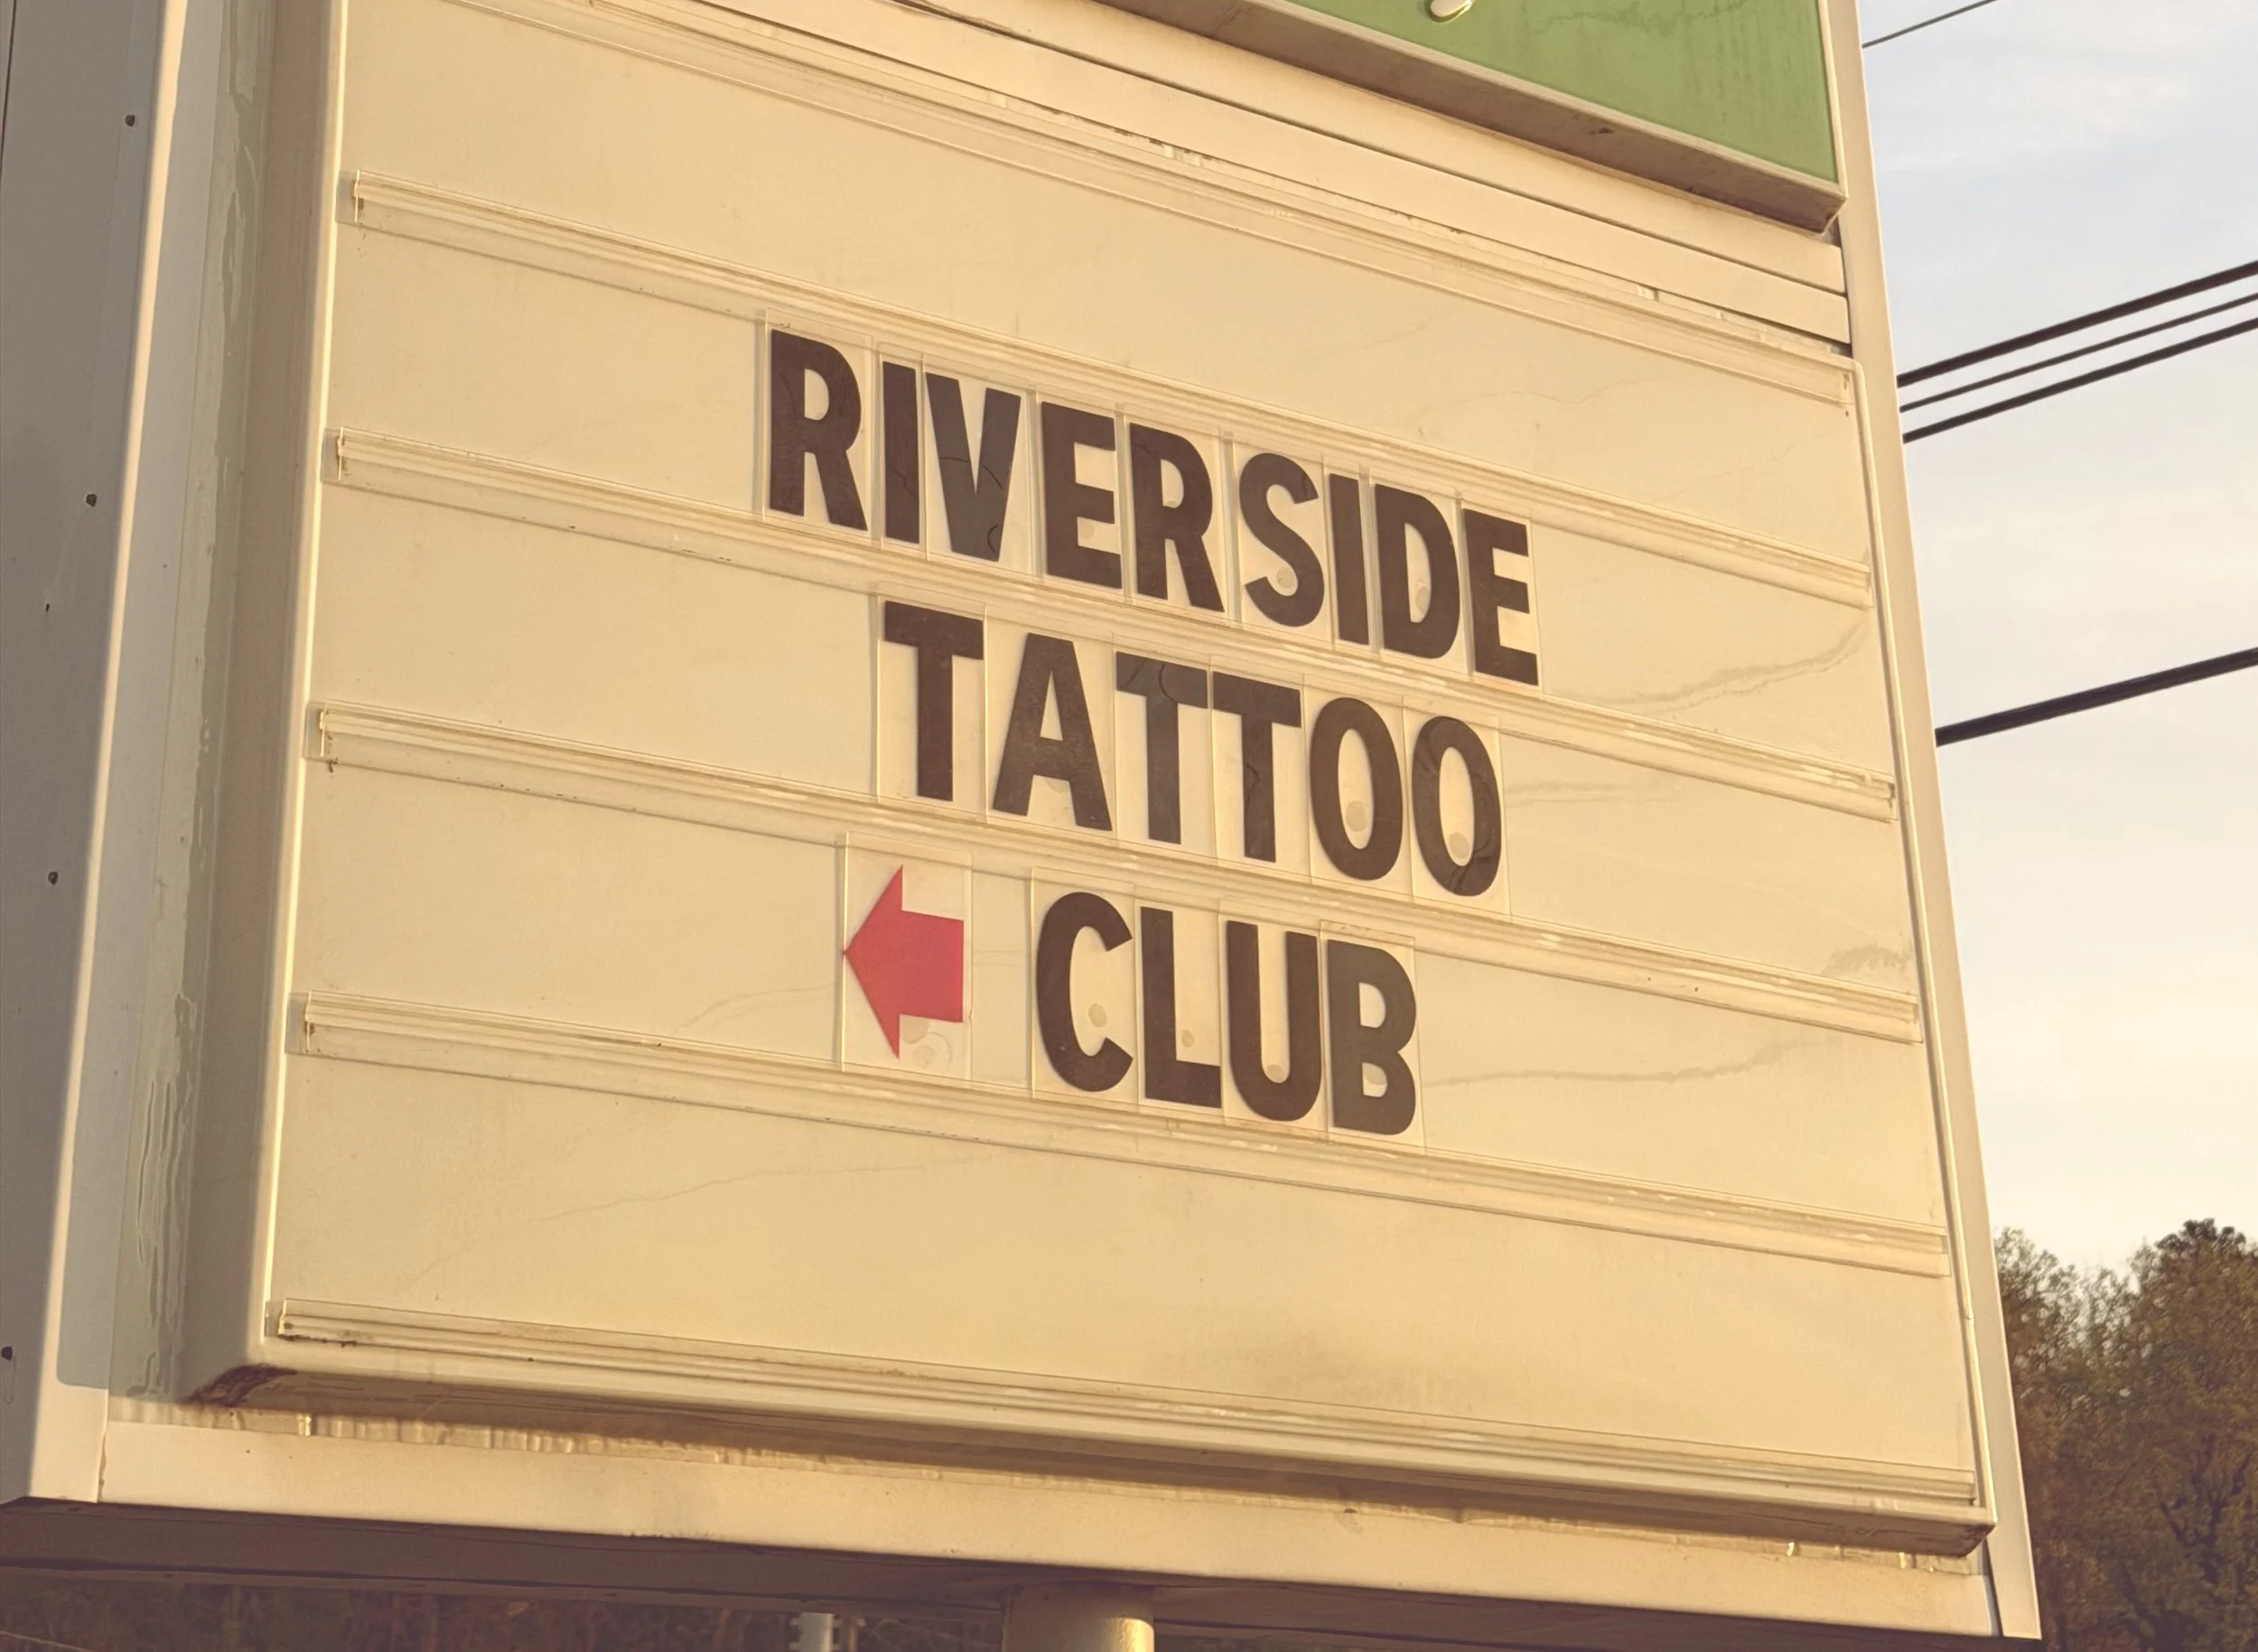 RIVERSIDE
TATTOO
← CLUB